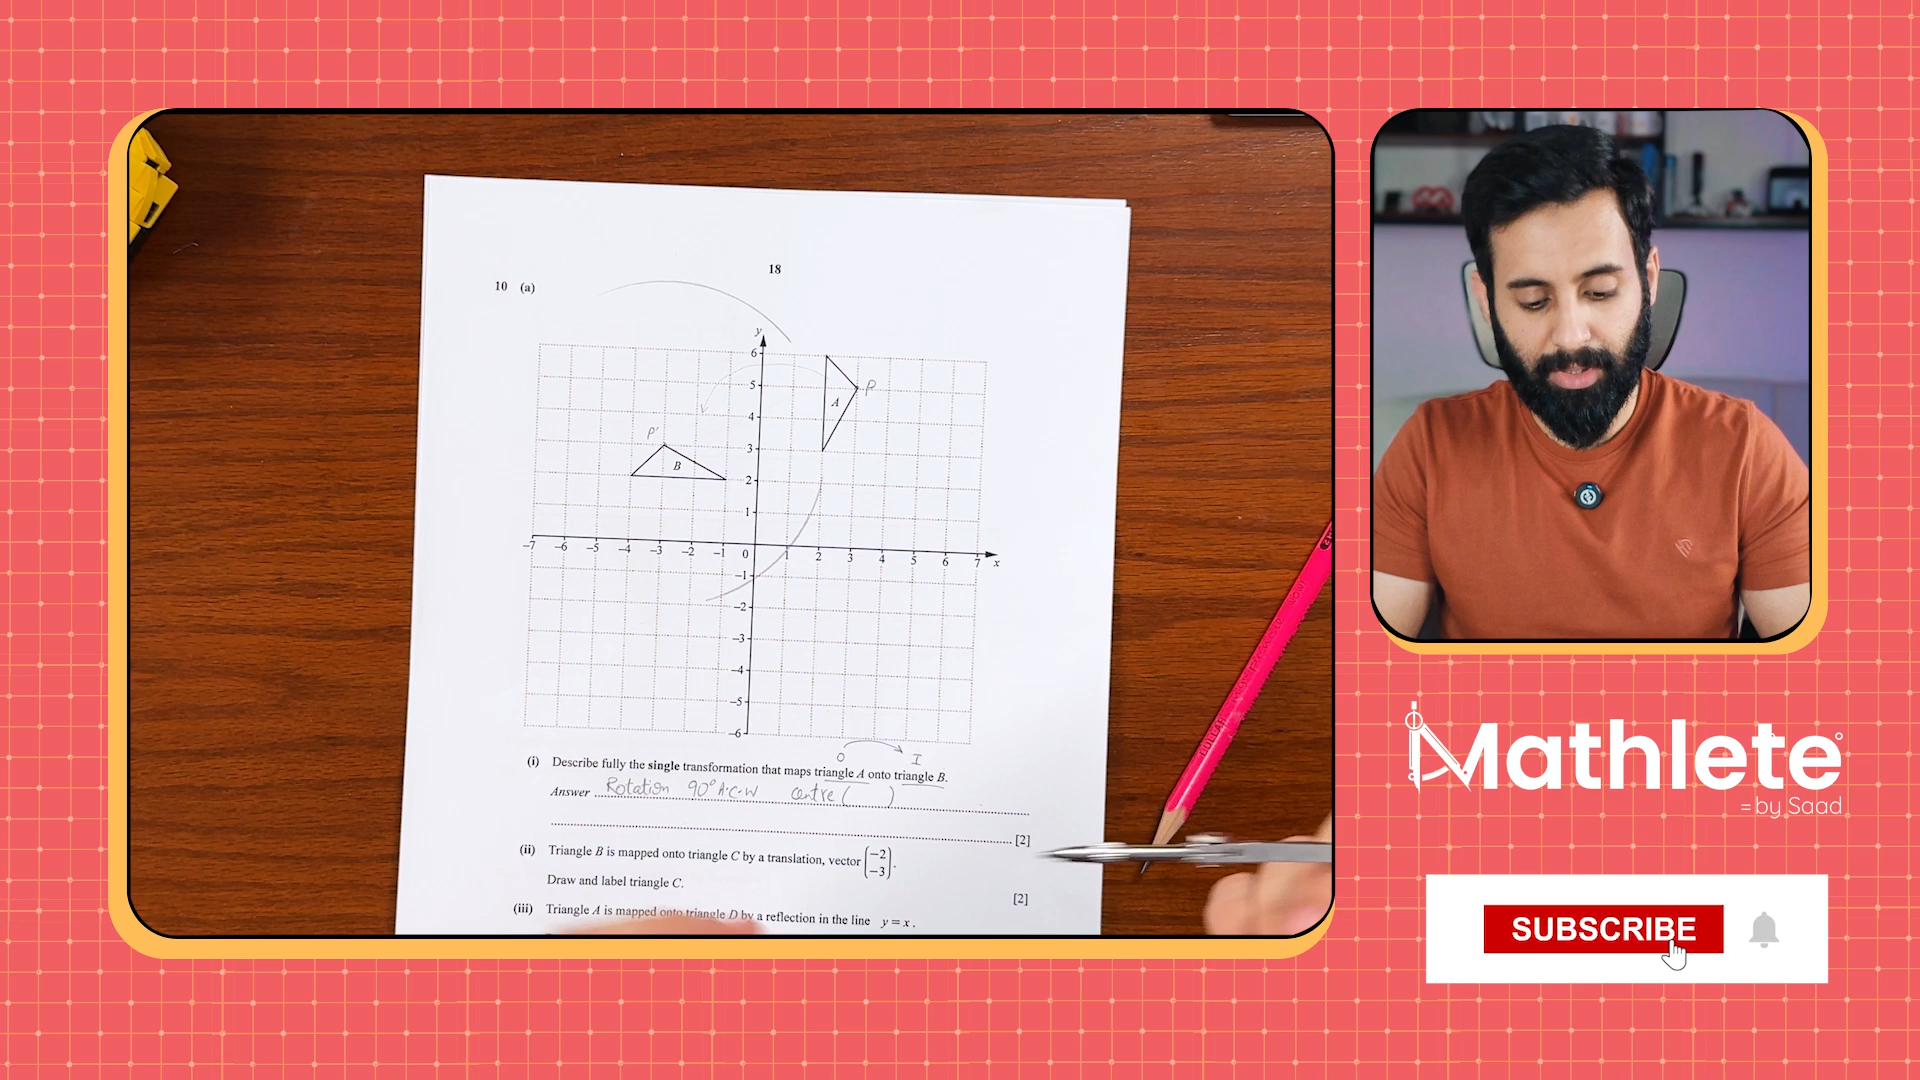 18
10 (a)
y
6
5
4
3
2
1
-7 -6 -5 -4 -3 -2 -1 0 1 2 3 4 5 6 7 x
-1
-2
-3
-4
-5
-6
A
P
P'
B
O I
(i) Describe fully the single transformation that maps triangle A onto triangle B.
Answer Rotation 90° A.C.W centre ( )
[2]
(ii) Triangle B is mapped onto triangle C by a translation, vector (-2 -3).
Draw and label triangle C.
[2]
(iii) Triangle A is mapped onto triangle D by a reflection in the line y = x.
Mathlete
= by Saad
SUBSCRIBE